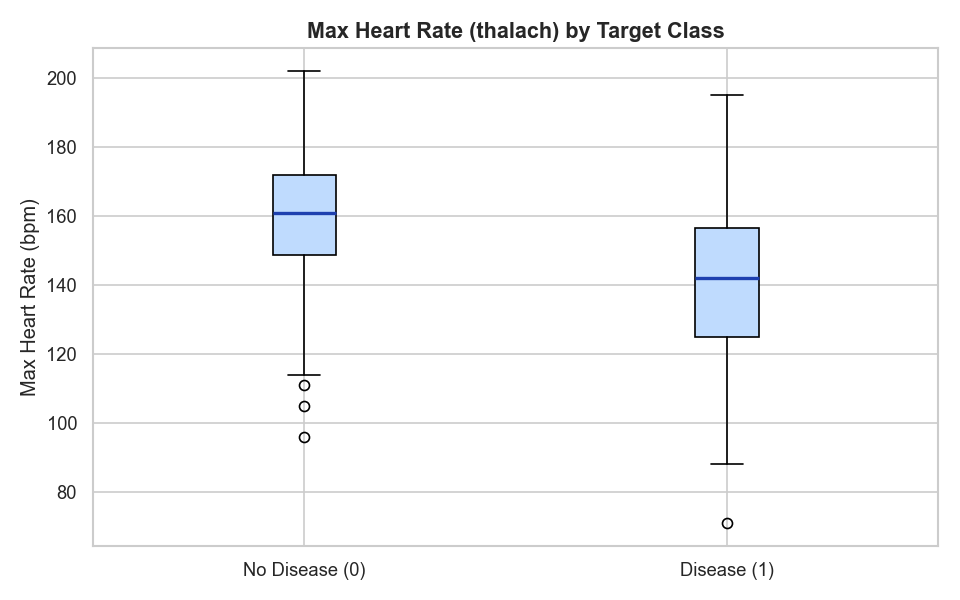 Max Heart Rate (thalach) by Target Class
Max Heart Rate (bpm)
200
180
160
140
120
100
80
No Disease (0)
Disease (1)